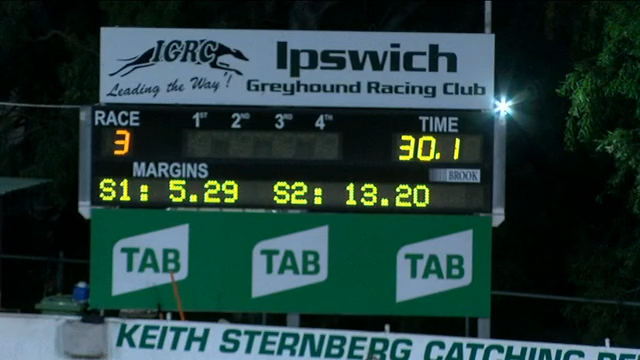 IGRC
Leading the Way!
Ipswich
Greyhound Racing Club
RACE 1ST 2ND 3RD 4TH TIME
3 30.1
MARGINS BROOK
S1: 5.29 S2: 13.20
TAB TAB TAB
KEITH STERNBERG CATCHING